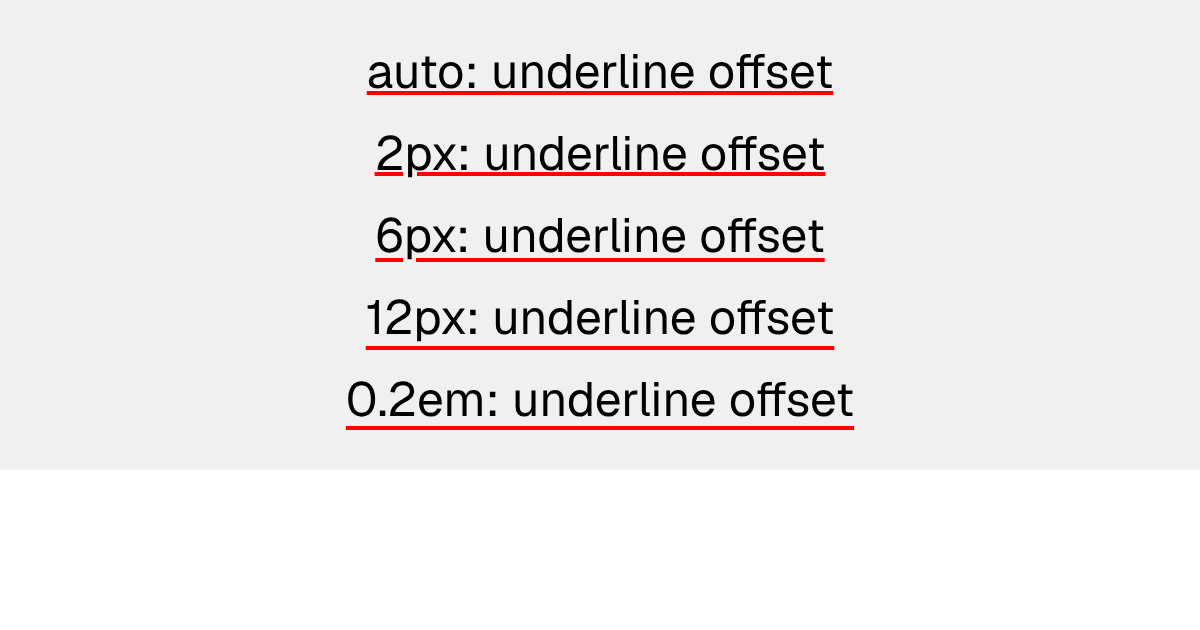 auto: underline offset
2px: underline offset
6px: underline offset
12px: underline offset
0.2em: underline offset